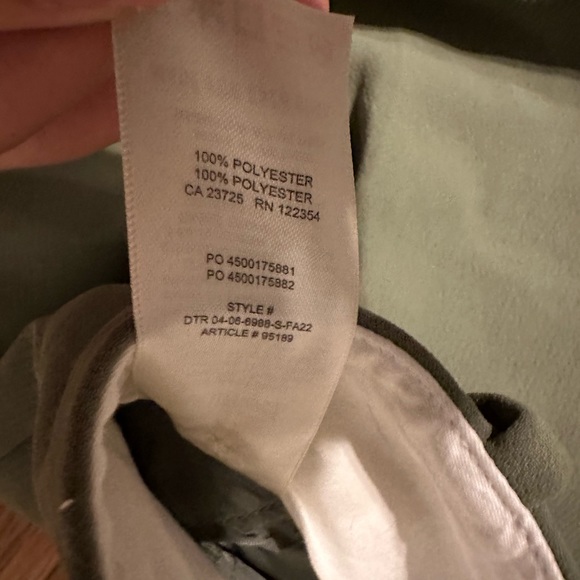 100% POLYESTER
100% POLYESTER
CA 23725 RN 122354
PO 4500175881
PO 4500175882
STYLE #
DTR 04-06-6988-S-FA22
ARTICLE # 95189